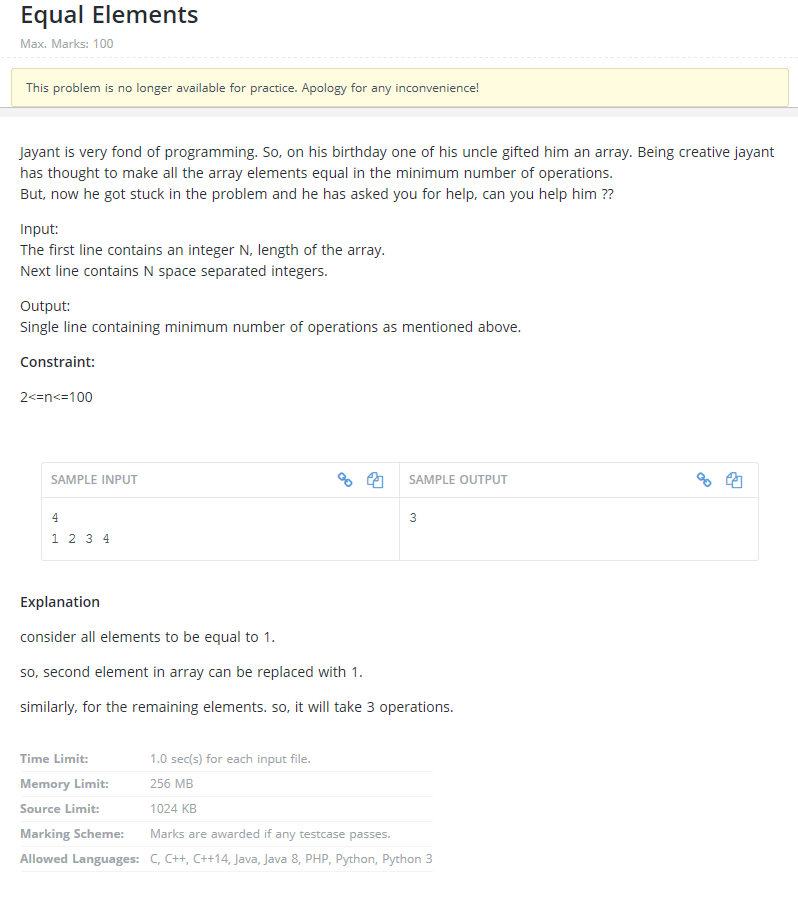 Equal Elements
Max. Marks: 100
This problem is no longer available for practice. Apology for any inconvenience!
Jayant is very fond of programming. So, on his birthday one of his uncle gifted him an array. Being creative jayant
has thought to make all the array elements equal in the minimum number of operations.
But, now he got stuck in the problem and he has asked you for help, can you help him ??
Input:
The first line contains an integer N, length of the array.
Next line contains N space separated integers.
Output:
Single line containing minimum number of operations as mentioned above.
Constraint:
2<=n<=100
SAMPLE INPUT
4
1 2 3 4
SAMPLE OUTPUT
3
Explanation
consider all elements to be equal to 1.
so, second element in array can be replaced with 1.
similarly, for the remaining elements. so, it will take 3 operations.
Time Limit: 1.0 sec(s) for each input file.
Memory Limit: 256 MB
Source Limit: 1024 KB
Marking Scheme: Marks are awarded if any testcase passes.
Allowed Languages: C, C++, C++14, Java, Java 8, PHP, Python, Python 3